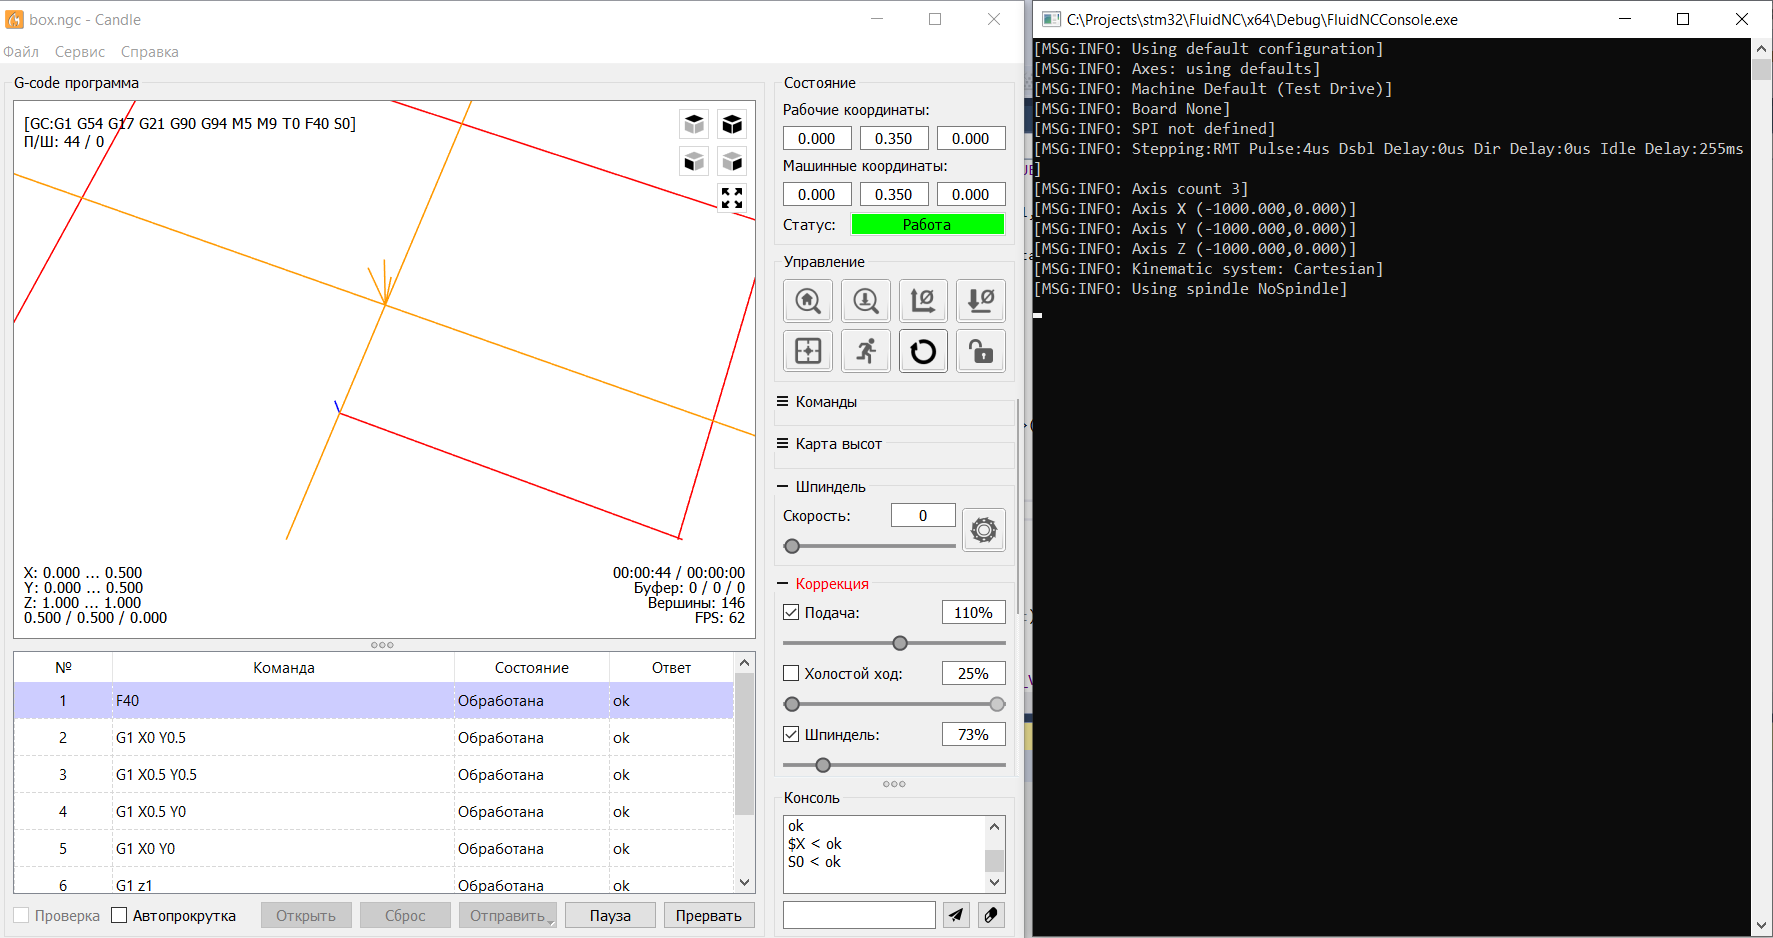 box.ngc - Candle
Файл Сервис Справка
G-code программа
[GC:G1 G54 G17 G21 G90 G94 M5 M9 T0 F40 S0]
П/Ш: 44 / 0
X: 0.000 ... 0.500
Y: 0.000 ... 0.500
Z: 1.000 ... 1.000
0.500 / 0.500 / 0.000
00:00:44 / 00:00:00
Буфер: 0 / 0 / 0
Вершины: 146
FPS: 62
№ Команда Состояние Ответ
1 F40 Обработана ok
2 G1 X0 Y0.5 Обработана ok
3 G1 X0.5 Y0.5 Обработана ok
4 G1 X0.5 Y0 Обработана ok
5 G1 X0 Y0 Обработана ok
6 G1 z1 Обработана ok
Проверка Автопрокрутка Открыть Сброс Отправить Пауза Прервать
Состояние
Рабочие координаты:
0.000 0.350 0.000
Машинные координаты:
0.000 0.350 0.000
Статус: Работа
Управление
Команды
Карта высот
Шпиндель
Скорость: 0
Коррекция
Подача: 110%
Холостой ход: 25%
Шпиндель: 73%
Консоль
ok
$X < ok
S0 < ok
C:\Projects\stm32\FluidNC\x64\Debug\FluidNCConsole.exe
[MSG:INFO: Using default configuration]
[MSG:INFO: Axes: using defaults]
[MSG:INFO: Machine Default (Test Drive)]
[MSG:INFO: Board None]
[MSG:INFO: SPI not defined]
[MSG:INFO: Stepping:RMT Pulse:4us Dsbl Delay:0us Dir Delay:0us Idle Delay:255ms
]
[MSG:INFO: Axis count 3]
[MSG:INFO: Axis X (-1000.000,0.000)]
[MSG:INFO: Axis Y (-1000.000,0.000)]
[MSG:INFO: Axis Z (-1000.000,0.000)]
[MSG:INFO: Kinematic system: Cartesian]
[MSG:INFO: Using spindle NoSpindle]